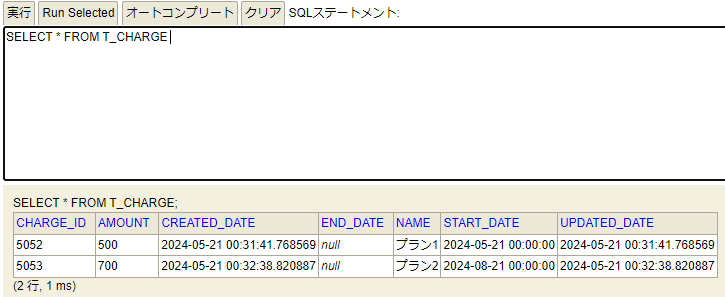 実行 Run Selected オートコンプリート クリア SQLステートメント:
SELECT * FROM T_CHARGE
SELECT * FROM T_CHARGE;
CHARGE_ID AMOUNT CREATED_DATE END_DATE NAME START_DATE UPDATED_DATE
5052 500 2024-05-21 00:31:41.768569 null プラン1 2024-05-21 00:00:00 2024-05-21 00:31:41.768569
5053 700 2024-05-21 00:32:38.820887 null プラン2 2024-08-21 00:00:00 2024-05-21 00:32:38.820887
(2 行, 1 ms)